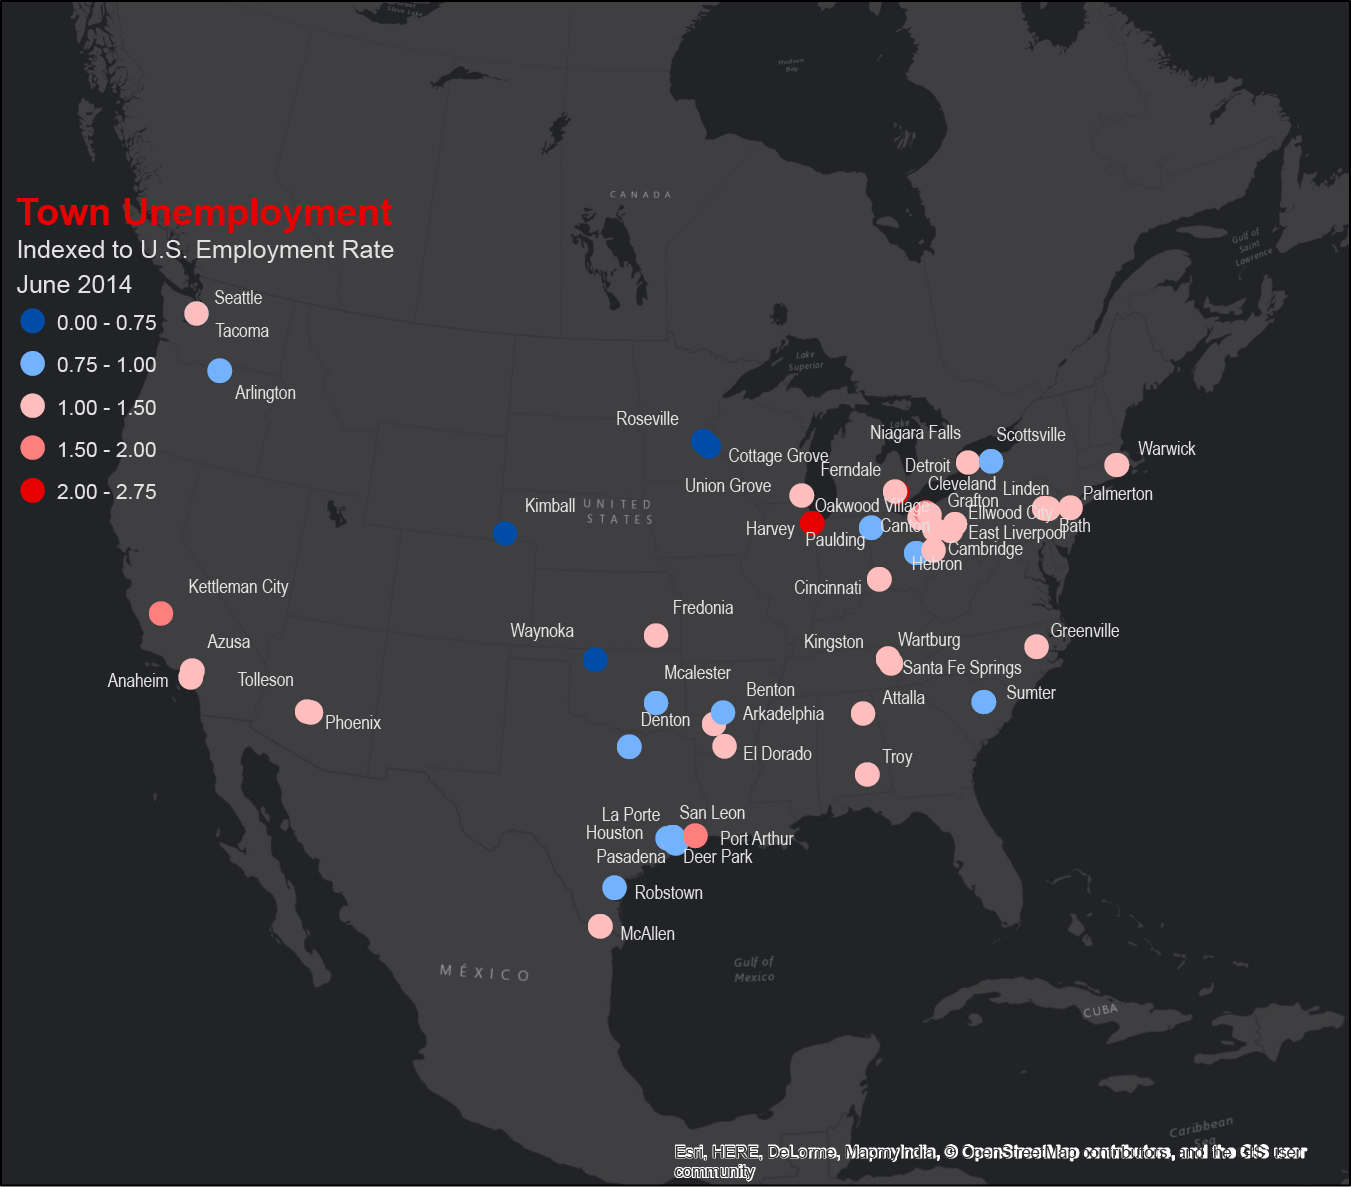 Great
Slave Lake
Hudson
Bay
CANADA
Town Unemployment
Indexed to U.S. Employment Rate
June 2014
0.00 - 0.75
0.75 - 1.00
1.00 - 1.50
1.50 - 2.00
2.00 - 2.75
Gulf of
Saint
Lawrence
Seattle
Tacoma
Arlington
Lake
Superior
Roseville
Cottage Grove
Lake
Niagara Falls
Scottsville
Warwick
Union Grove
Ferndale
Detroit
Cleveland
Linden
Palmerton
Grafton
Kimball
UNITED
STATES
Oakwood Village
Ellwood City
Harvey
Paulding
Canton
East Liverpool
Bath
Cambridge
Hebron
Cincinnati
Kettleman City
Fredonia
Waynoka
Azusa
Anaheim
Tolleson
Phoenix
Kingston
Wartburg
Greenville
Santa Fe Springs
Mcalester
Benton
Sumter
Denton
Arkadelphia
Attalla
El Dorado
Troy
La Porte
San Leon
Houston
Port Arthur
Pasadena
Deer Park
Robstown
McAllen
Gulf of
Mexico
MÉXICO
CUBA
Caribbean
Sea
Esri, HERE, DeLorme, MapmyIndia, © OpenStreetMap contributors, and the GIS user
community